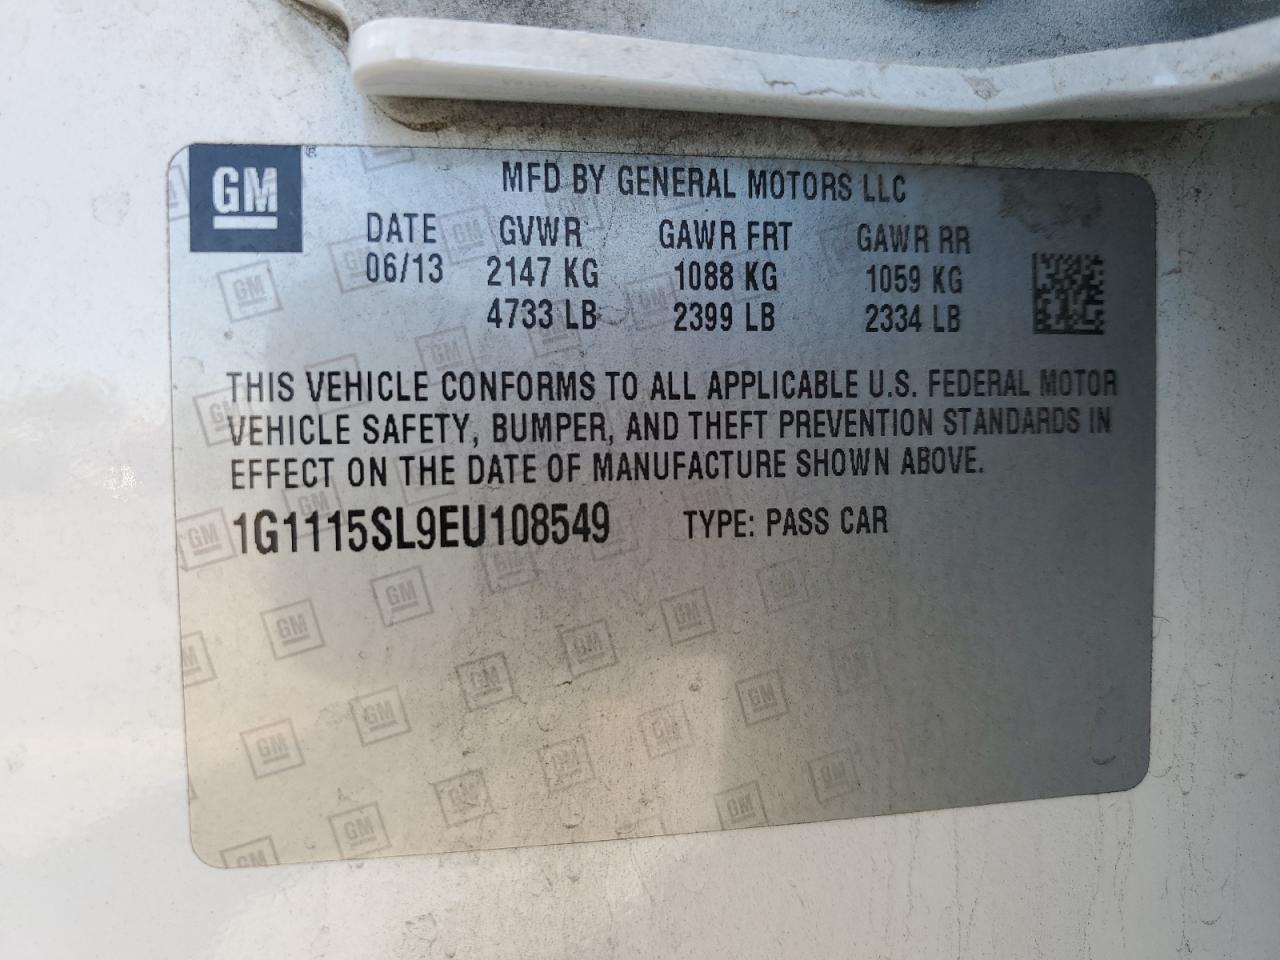 GM
MFD BY GENERAL MOTORS LLC
DATE GVWR GAWR FRT GAWR RR
06/13 2147 KG 1088 KG 1059 KG
4733 LB 2399 LB 2334 LB
THIS VEHICLE CONFORMS TO ALL APPLICABLE U.S. FEDERAL MOTOR
VEHICLE SAFETY, BUMPER, AND THEFT PREVENTION STANDARDS IN
EFFECT ON THE DATE OF MANUFACTURE SHOWN ABOVE.
1G1115SL9EU108549 TYPE: PASS CAR